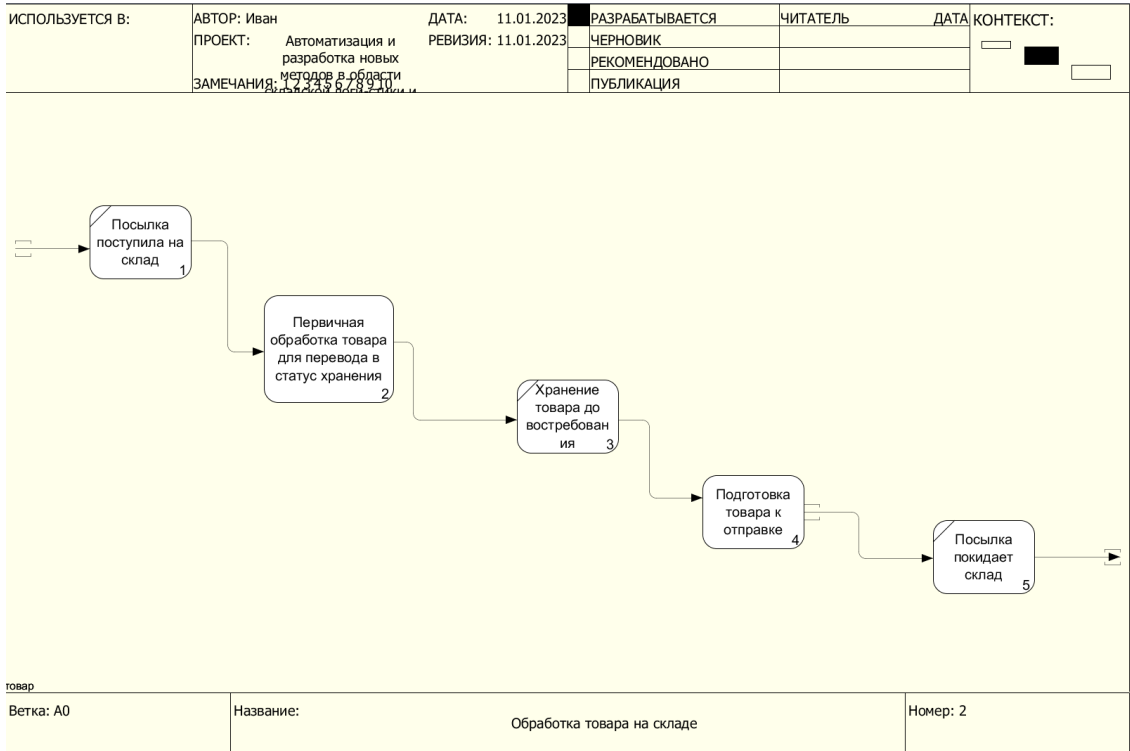 ИСПОЛЬЗУЕТСЯ В:
АВТОР: Иван
ДАТА: 11.01.2023
РАЗРАБАТЫВАЕТСЯ
ЧИТАТЕЛЬ
ДАТА
КОНТЕКСТ:
ПРОЕКТ: Автоматизация и
разработка новых
методов в области
складской логи-стики и
РЕВИЗИЯ: 11.01.2023
ЧЕРНОВИК
РЕКОМЕНДОВАНО
ЗАМЕЧАНИЯ: 1 2 3 4 5 6 7 8 9 10
ПУБЛИКАЦИЯ
Посылка
поступила на
склад
1
Первичная
обработка товара
для перевода в
статус хранения
2
Хранение
товара до
востребован
ия
3
Подготовка
товара к
отправке
4
Посылка
покидает
склад
5
товар
Ветка: A0
Название:
Обработка товара на складе
Номер: 2